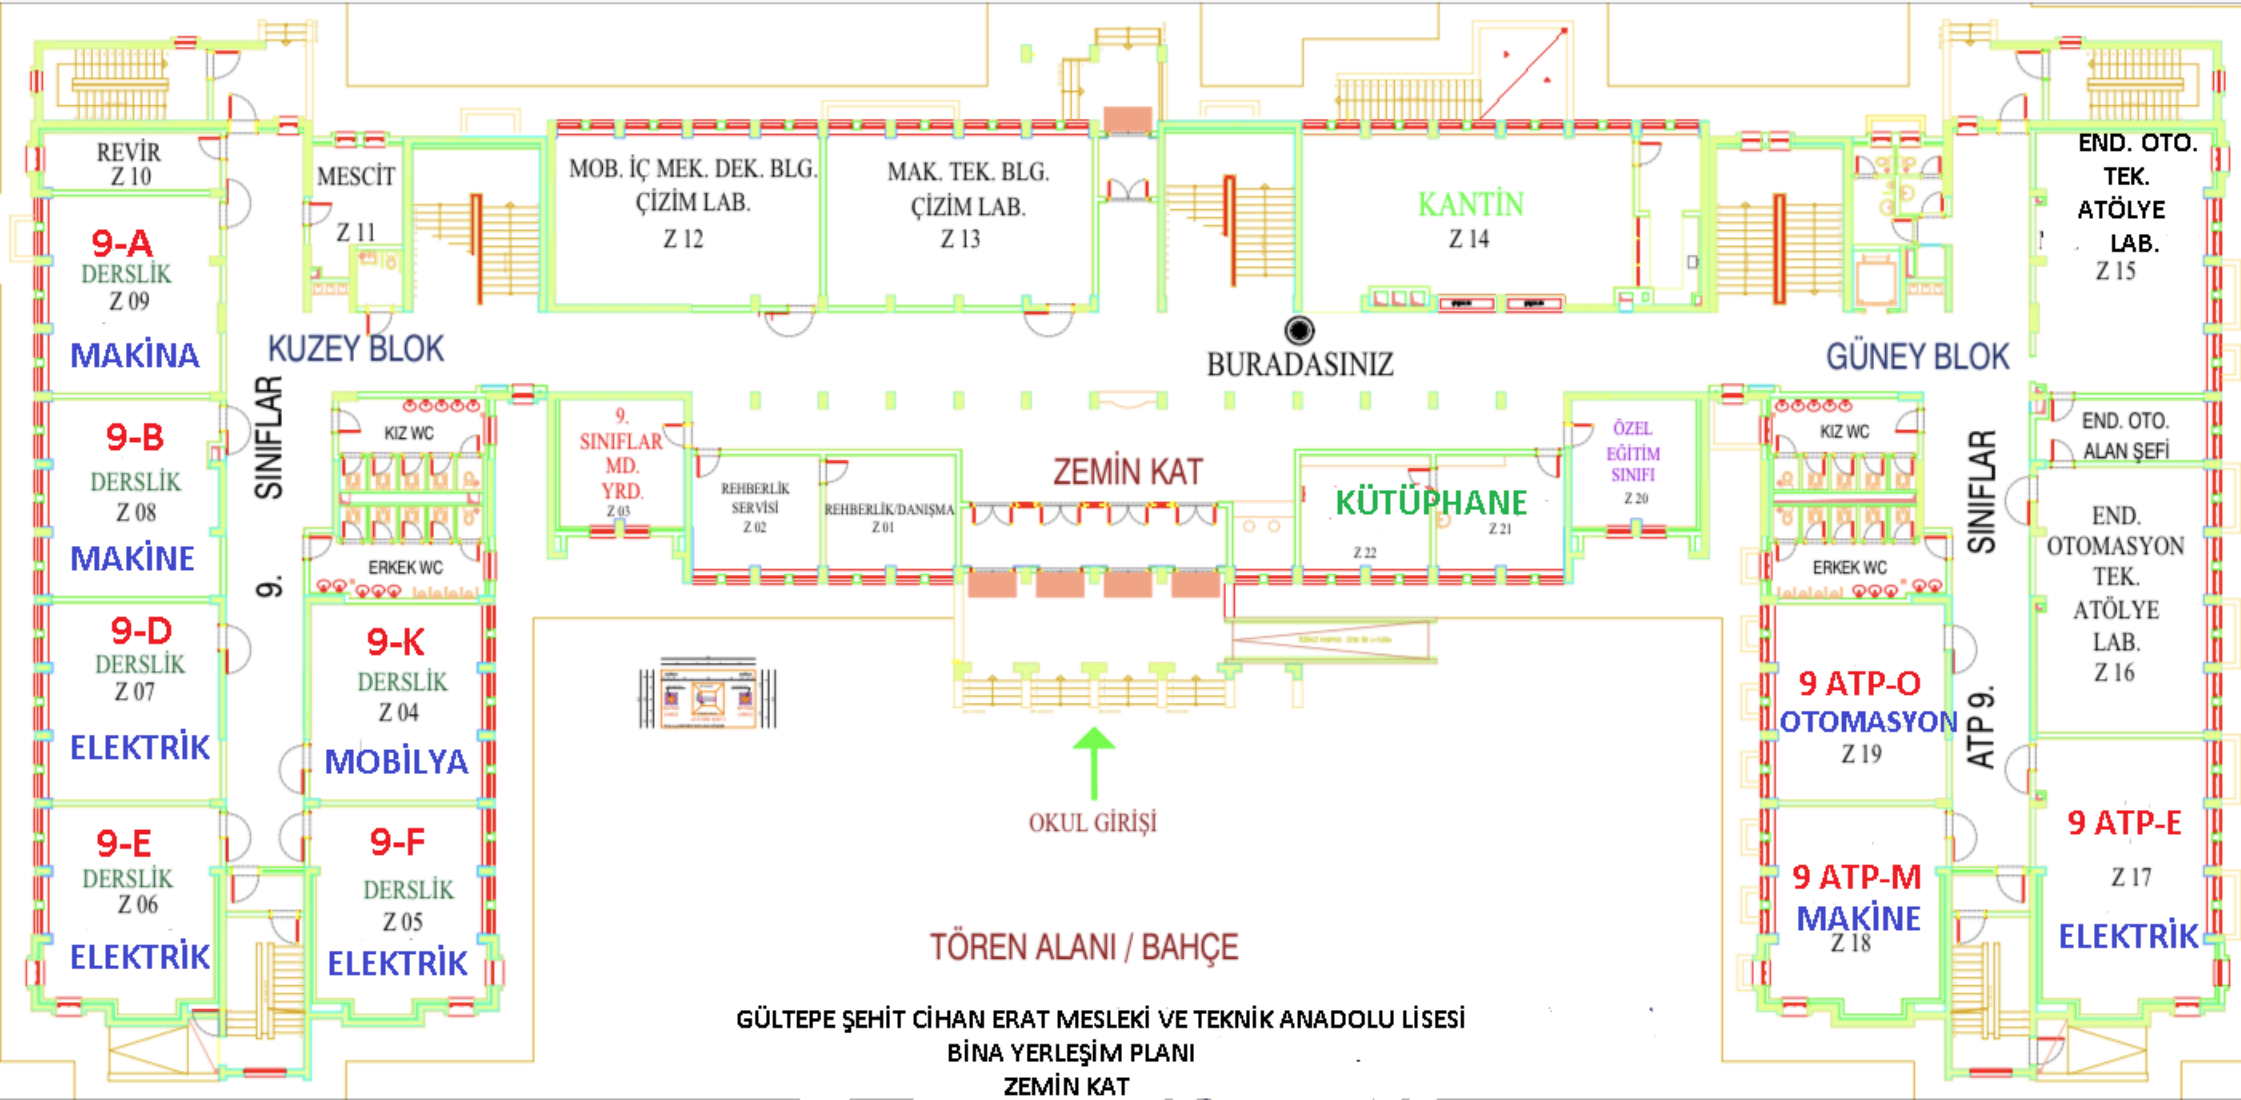 REVİR
Z 10
9-A
DERSLİK
Z 09
MAKİNA
9-B
DERSLİK
Z 08
MAKİNE
9-D
DERSLİK
Z 07
ELEKTRİK
9-E
DERSLİK
Z 06
ELEKTRİK
9. SINIFLAR
MESCİT
Z 11
KUZEY BLOK
KIZ WC
ERKEK WC
9-K
DERSLİK
Z 04
MOBİLYA
9-F
DERSLİK
Z 05
ELEKTRİK
MOB. İÇ MEK. DEK. BLG.
ÇİZİM LAB.
Z 12
MAK. TEK. BLG.
ÇİZİM LAB.
Z 13
KANTİN
Z 14
BURADASINIZ
9.
SINIFLAR
MD.
YRD.
Z 03
REHBERLİK
SERVİSİ
Z 02
REHBERLİK/DANIŞMA
Z 01
ZEMİN KAT
KÜTÜPHANE
Z 22
Z 21
ÖZEL
EĞİTİM
SINIFI
Z 20
OKUL GİRİŞİ
TÖREN ALANI / BAHÇE
GÜNEY BLOK
KIZ WC
ERKEK WC
9 ATP-O
OTOMASYON
Z 19
9 ATP-M
MAKİNE
Z 18
ATP 9. SINIFLAR
END. OTO.
TEK.
ATÖLYE
LAB.
Z 15
END. OTO.
ALAN ŞEFİ
END.
OTOMASYON
TEK.
ATÖLYE
LAB.
Z 16
9 ATP-E
Z 17
ELEKTRİK
GÜLTEPE ŞEHİT CİHAN ERAT MESLEKİ VE TEKNİK ANADOLU LİSESİ
BİNA YERLEŞİM PLANI
ZEMİN KAT